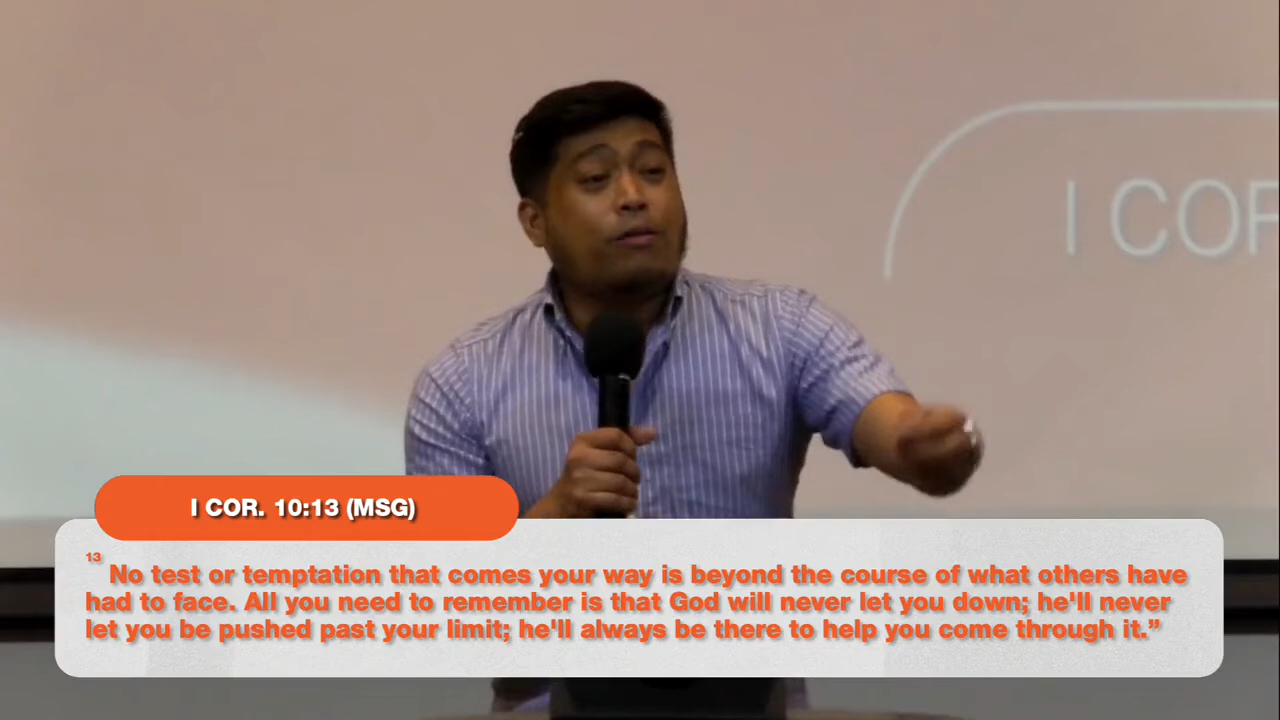 I COR
I COR. 10:13 (MSG)
13 No test or temptation that comes your way is beyond the course of what others have
had to face. All you need to remember is that God will never let you down; he'll never
let you be pushed past your limit; he'll always be there to help you come through it.”